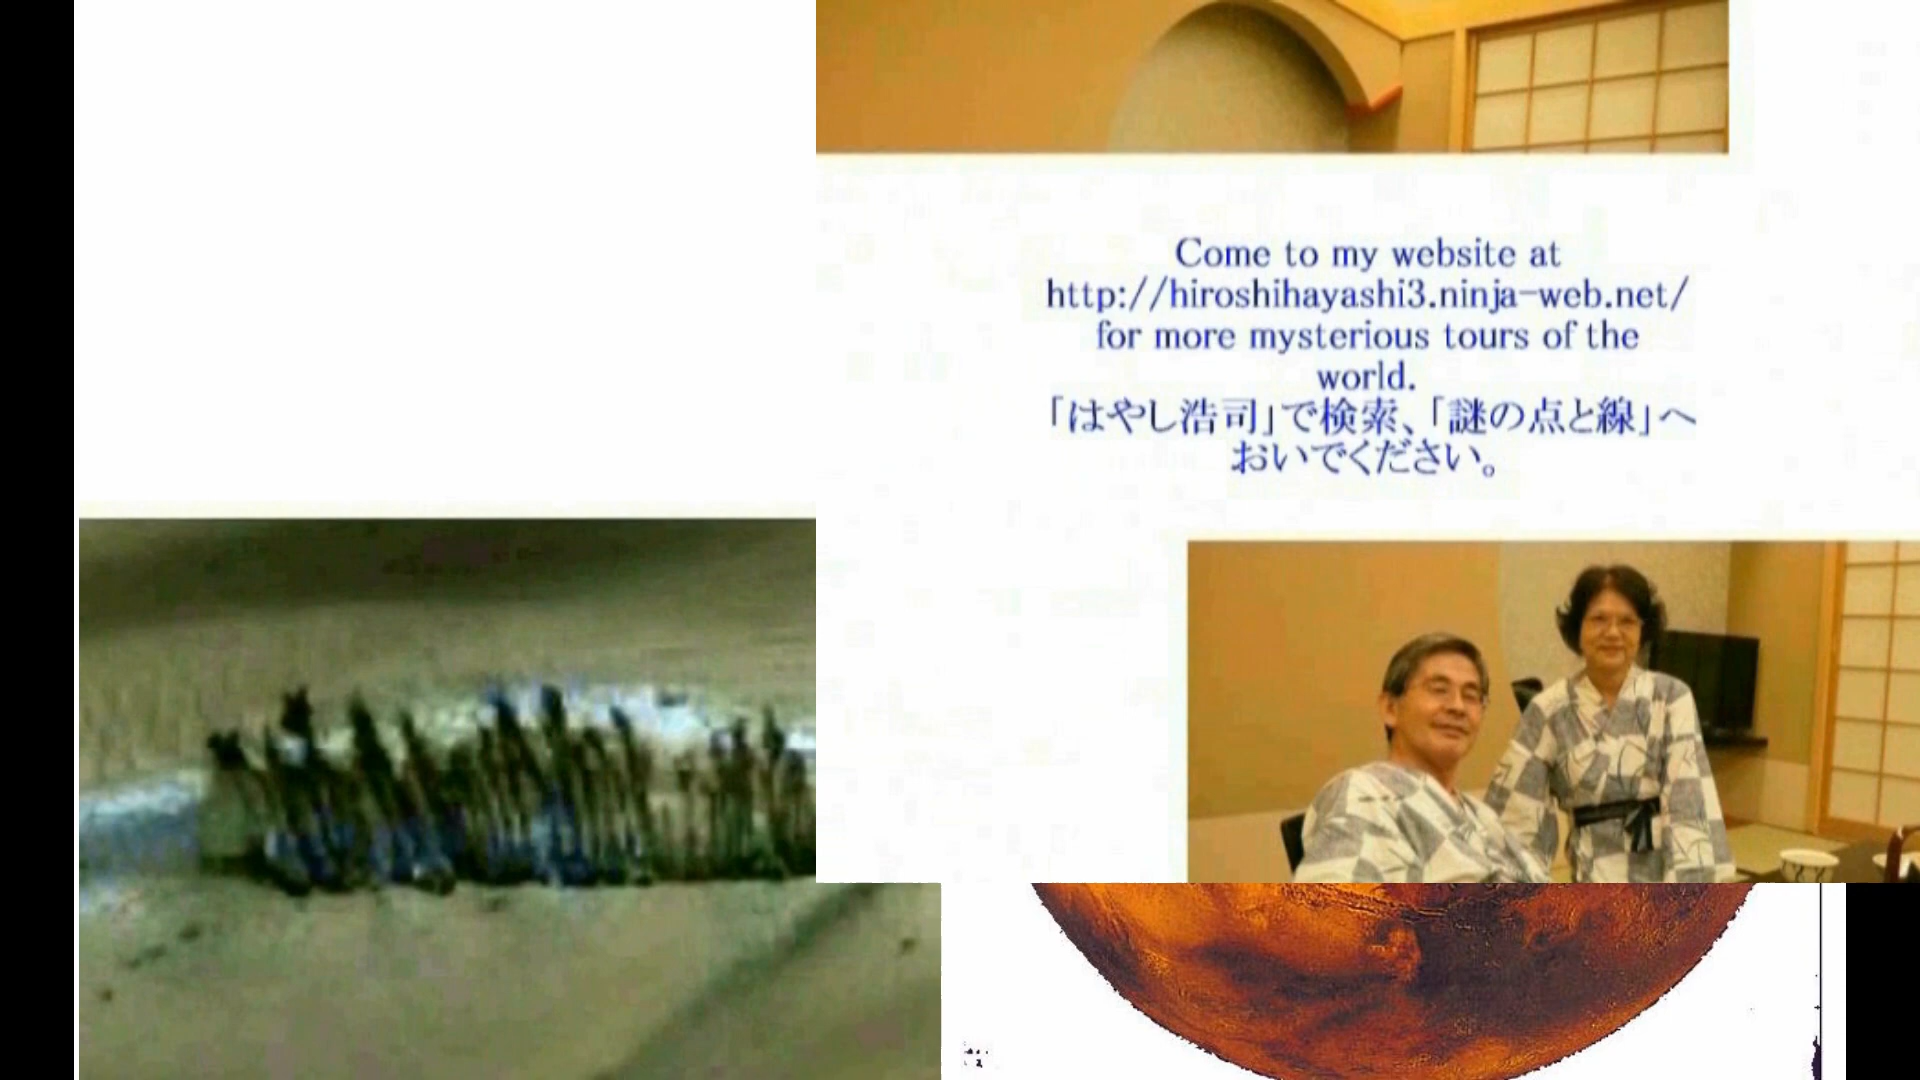 Come to my website at
http://hiroshihayashi3.ninja-web.net/
for more mysterious tours of the
world.
「はやし浩司」で検索、「謎の点と線」へ
おいでください。